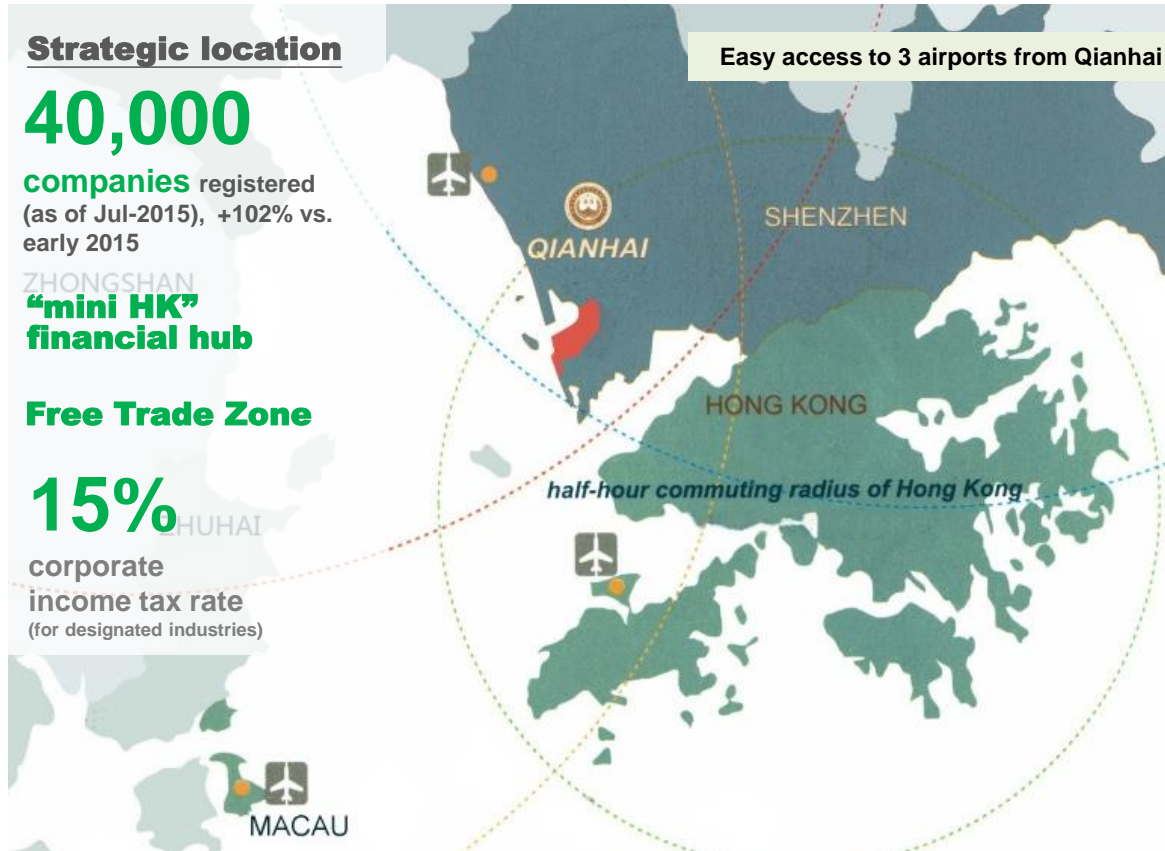 Strategic location
Easy access to 3 airports from Qianhai
40,000
companies registered
(as of Jul-2015), +102% vs.
early 2015
ZHONGSHAN
“mini HK”
financial hub
Free Trade Zone
15%
ZHUHAI
corporate
income tax rate
(for designated industries)
QIANHAI
SHENZHEN
HONG KONG
half-hour commuting radius of Hong Kong
MACAU